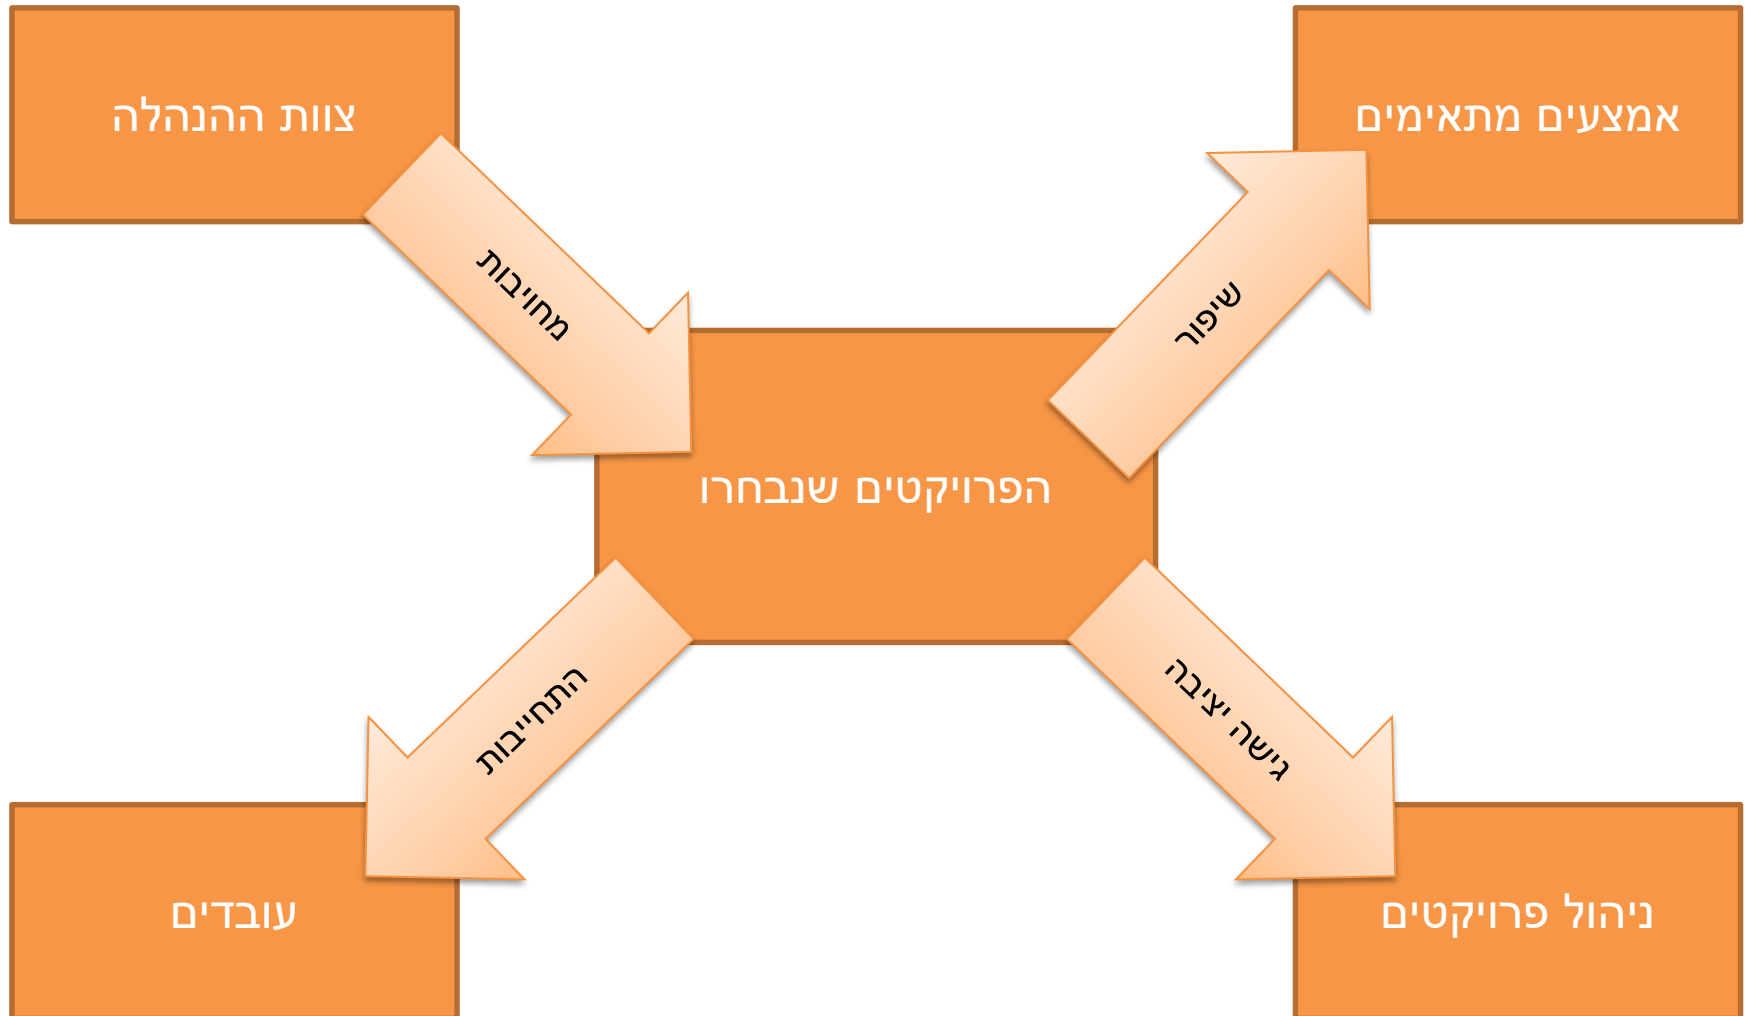 אמצעים מתאימים
צוות ההנהלה
שיפור
מחויבות
הפרויקטים שנבחרו
גישה יציבה
התחייבות
ניהול פרויקטים
עובדים